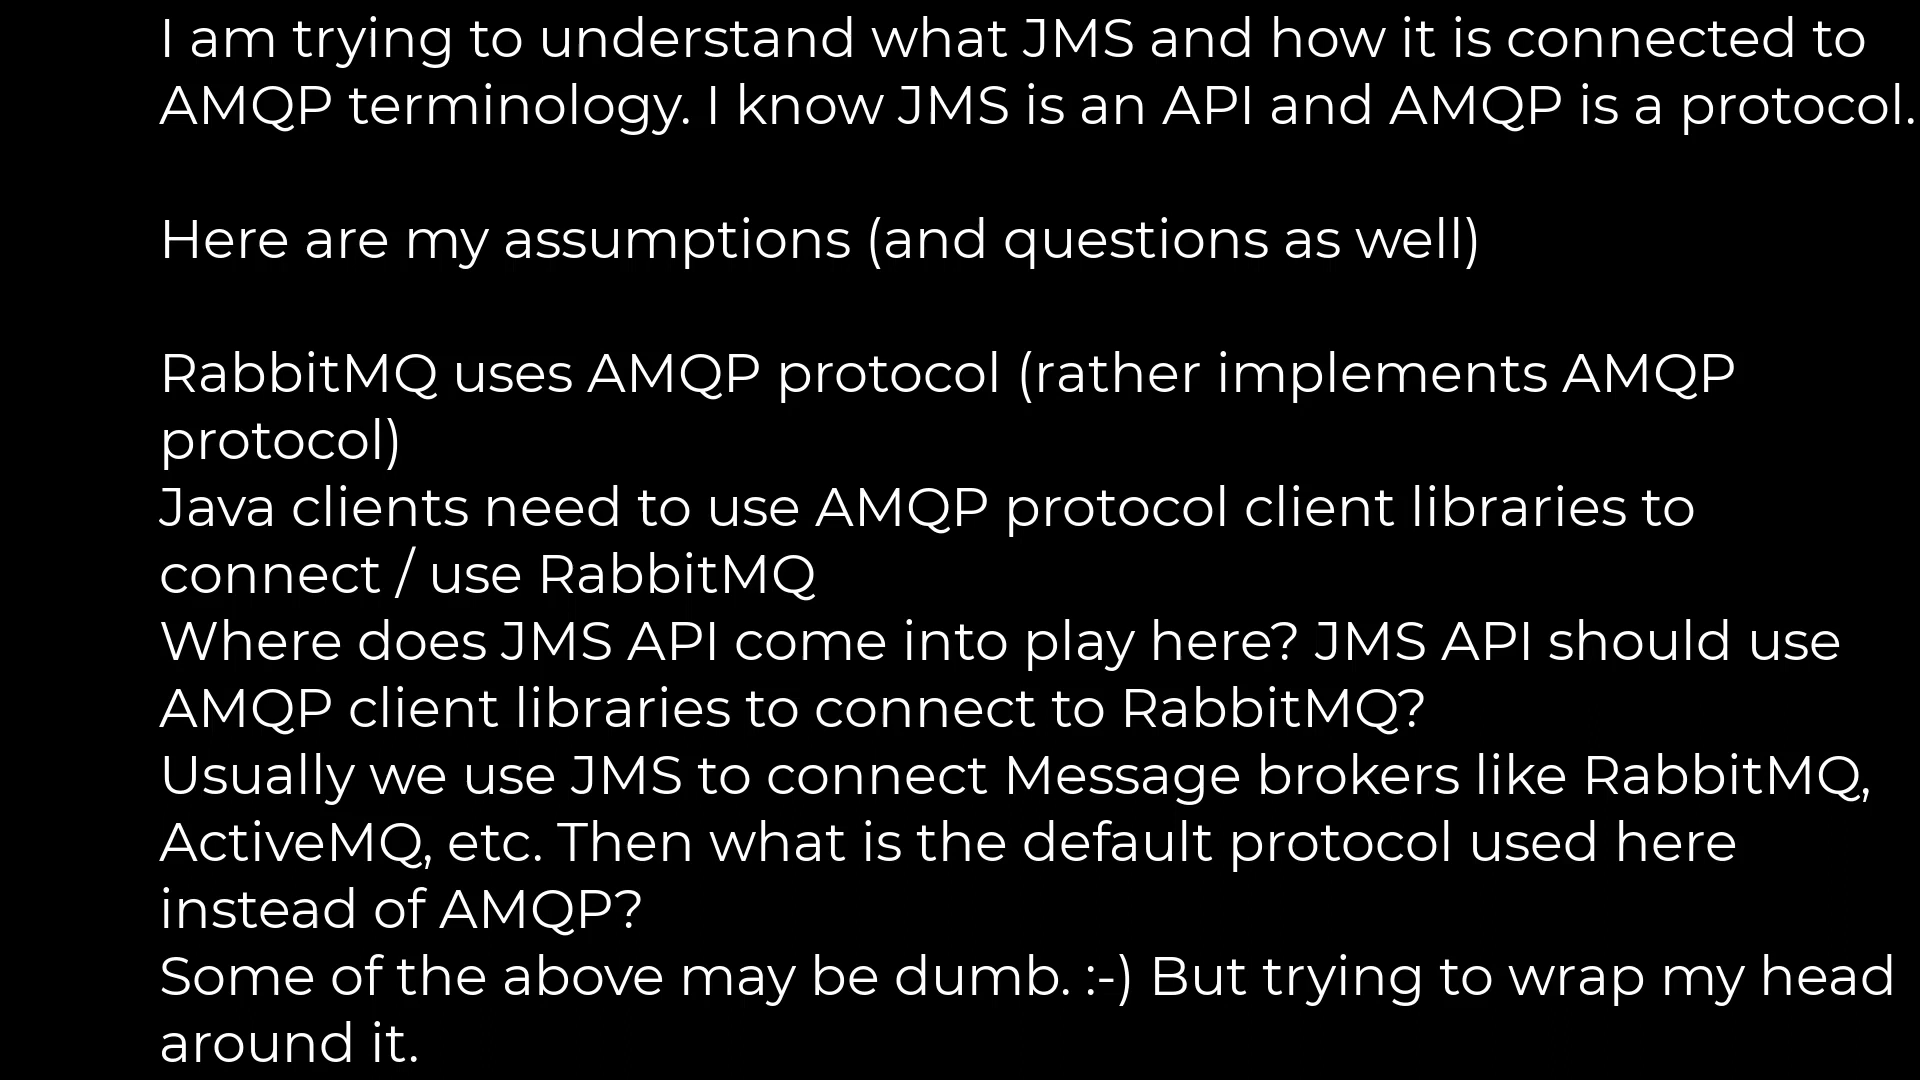 I am trying to understand what JMS and how it is connected to
AMQP terminology. I know JMS is an API and AMQP is a protocol.
Here are my assumptions (and questions as well)
RabbitMQ uses AMQP protocol (rather implements AMQP
protocol)
Java clients need to use AMQP protocol client libraries to
connect / use RabbitMQ
Where does JMS API come into play here? JMS API should use
AMQP client libraries to connect to RabbitMQ?
Usually we use JMS to connect Message brokers like RabbitMQ,
ActiveMQ, etc. Then what is the default protocol used here
instead of AMQP?
Some of the above may be dumb. :-) But trying to wrap my head
around it.